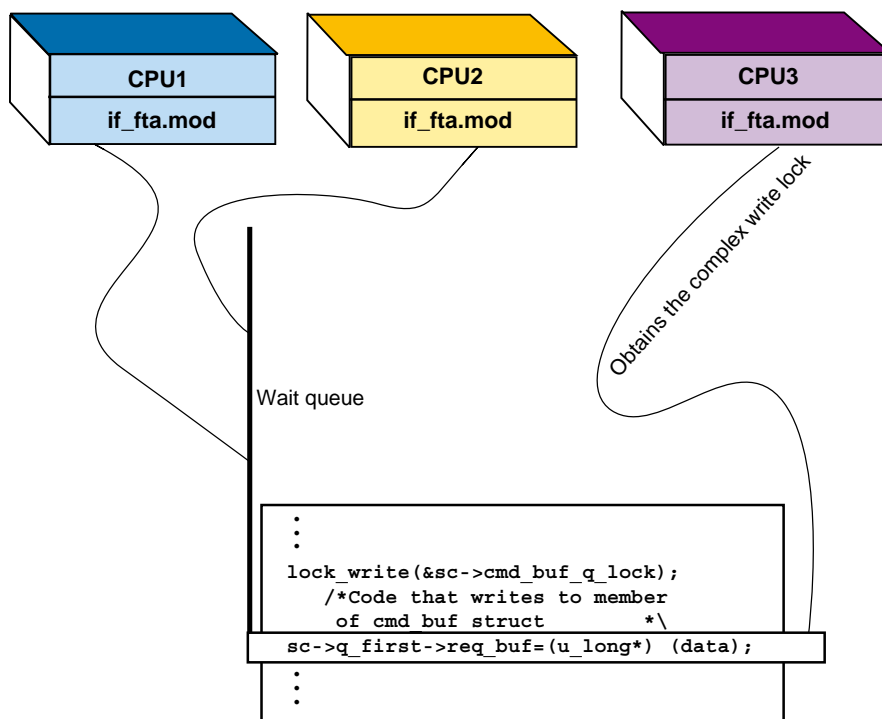 CPU1
CPU2
CPU3
if_fta.mod
if_fta.mod
if_fta.mod
Obtains the complex write lock
Wait queue
lock_write(&sc->cmd_buf_q_lock);
/*Code that writes to member
of cmd_buf struct *\
sc->q_first->req_buf=(u_long*) (data);